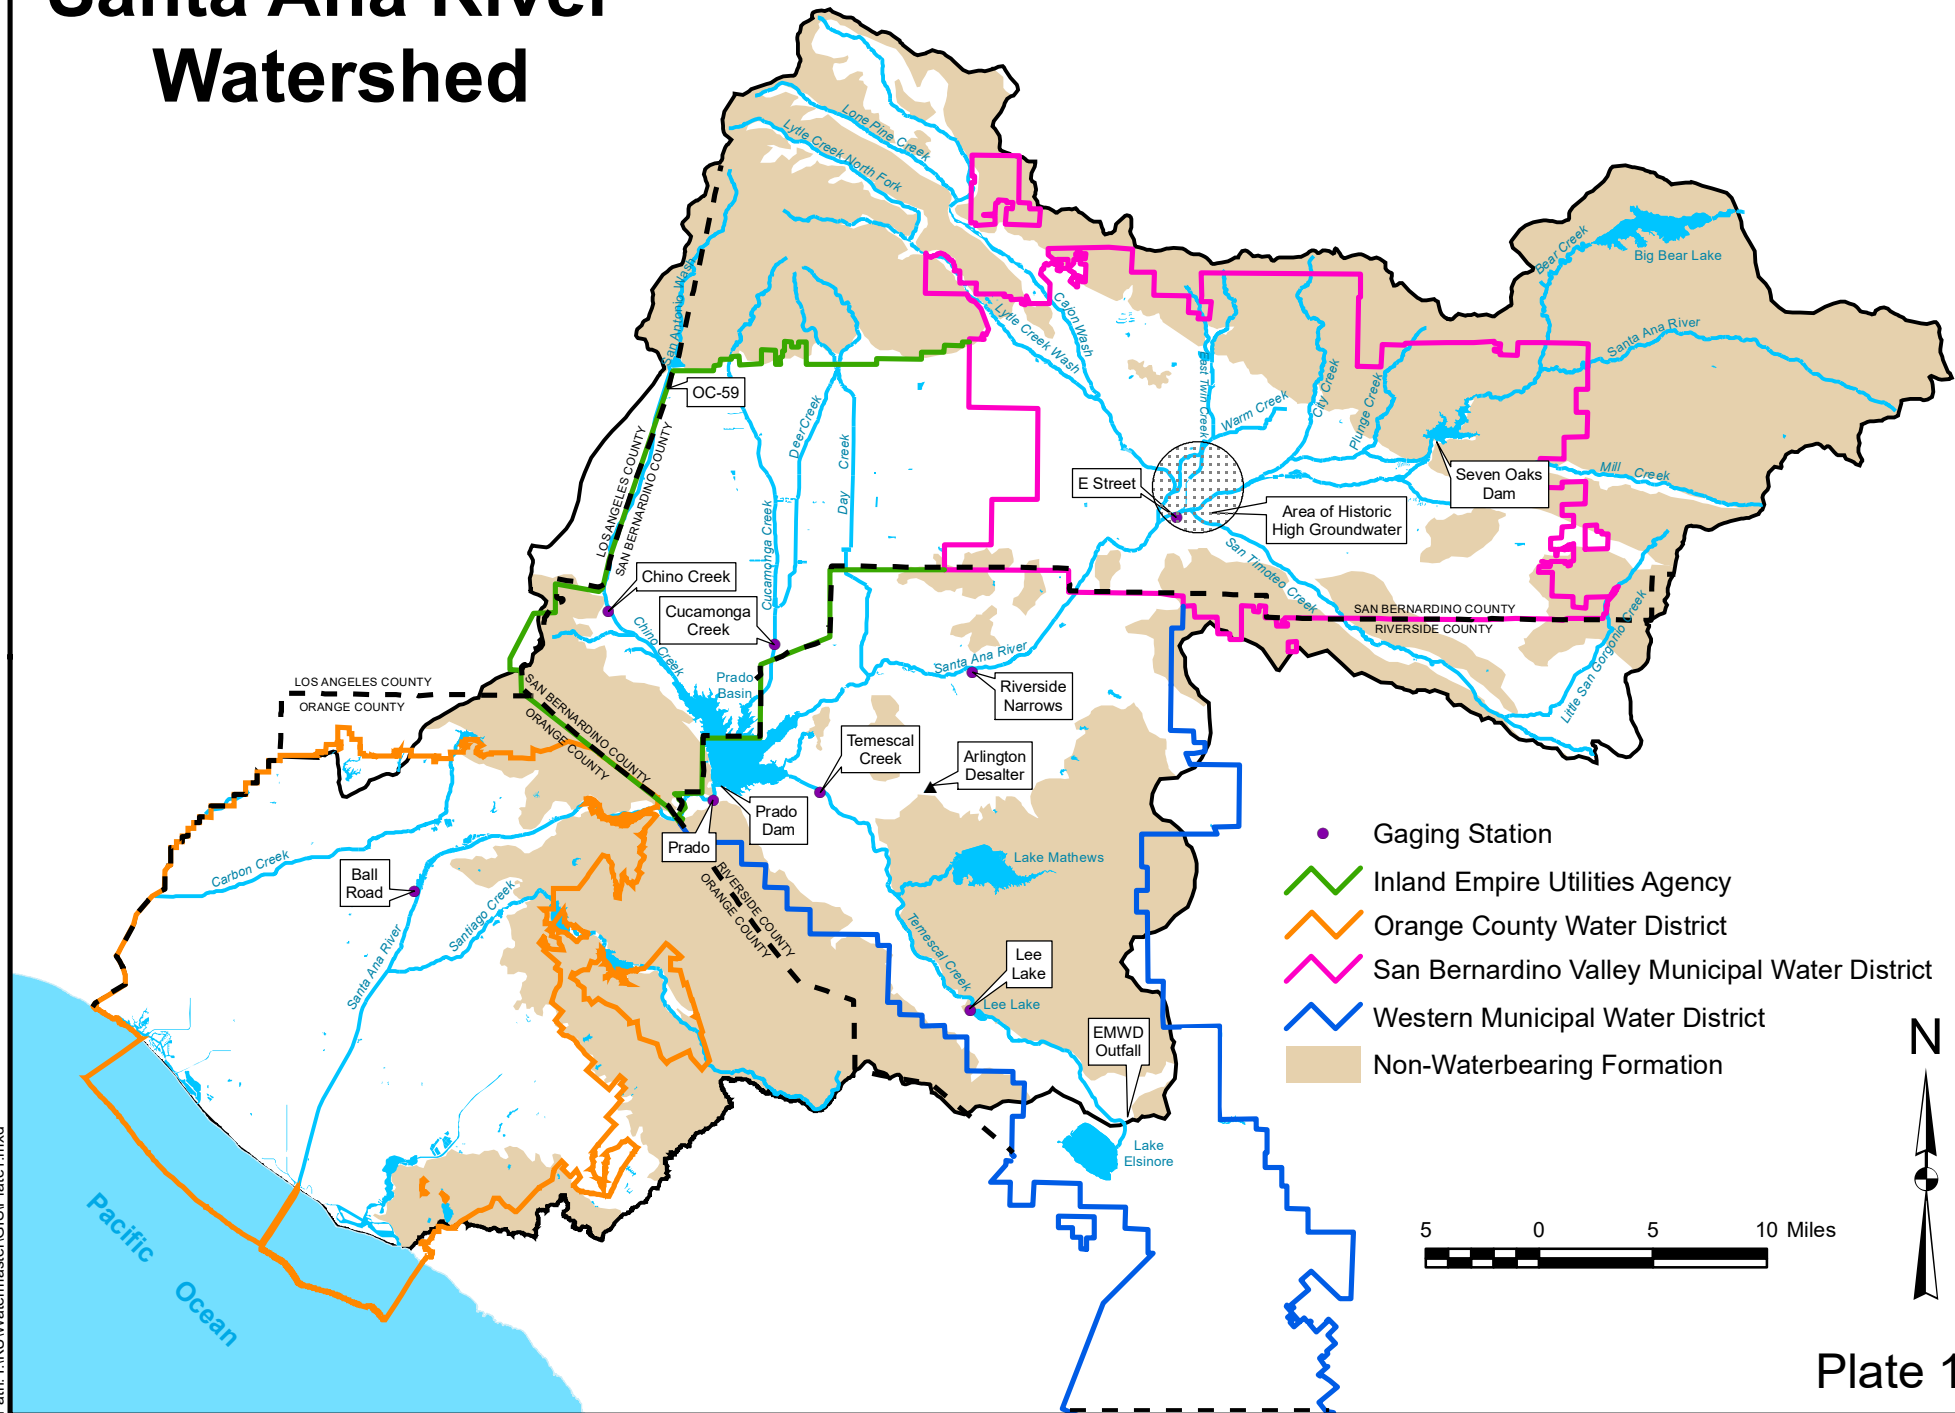 Santa Ana River
Watershed
Lone Pine Creek
Lytle Creek North Fork
San Antonio Wash
Cajon Wash
Lytle Creek Wash
East Twin Creek
Warm Creek
City Creek
Plunge Creek
Bear Creek
Big Bear Lake
Santa Ana River
Mill Creek
Seven Oaks
Dam
OC-59
LOS ANGELES COUNTY
SAN BERNARDINO COUNTY
Deer Creek
Day Creek
Cucamonga Creek
E Street
Area of Historic
High Groundwater
San Timoteo Creek
Chino Creek
Cucamonga
Creek
Chino Creek
SAN BERNARDINO COUNTY
RIVERSIDE COUNTY
Little San Gorgonio Creek
Santa Ana River
Prado
Basin
Riverside
Narrows
LOS ANGELES COUNTY
ORANGE COUNTY
SAN BERNARDINO COUNTY
ORANGE COUNTY
Temescal
Creek
Arlington
Desalter
Prado
Dam
Prado
RIVERSIDE COUNTY
ORANGE COUNTY
Carbon Creek
Ball
Road
Santiago Creek
Santa Ana River
Lake Mathews
Temescal Creek
Lee
Lake
Lee Lake
EMWD
Outfall
Lake
Elsinore
Pacific
Ocean
Gaging Station
Inland Empire Utilities Agency
Orange County Water District
San Bernardino Valley Municipal Water District
Western Municipal Water District
Non-Waterbearing Formation
N
5 0 5 10 Miles
Plate 1